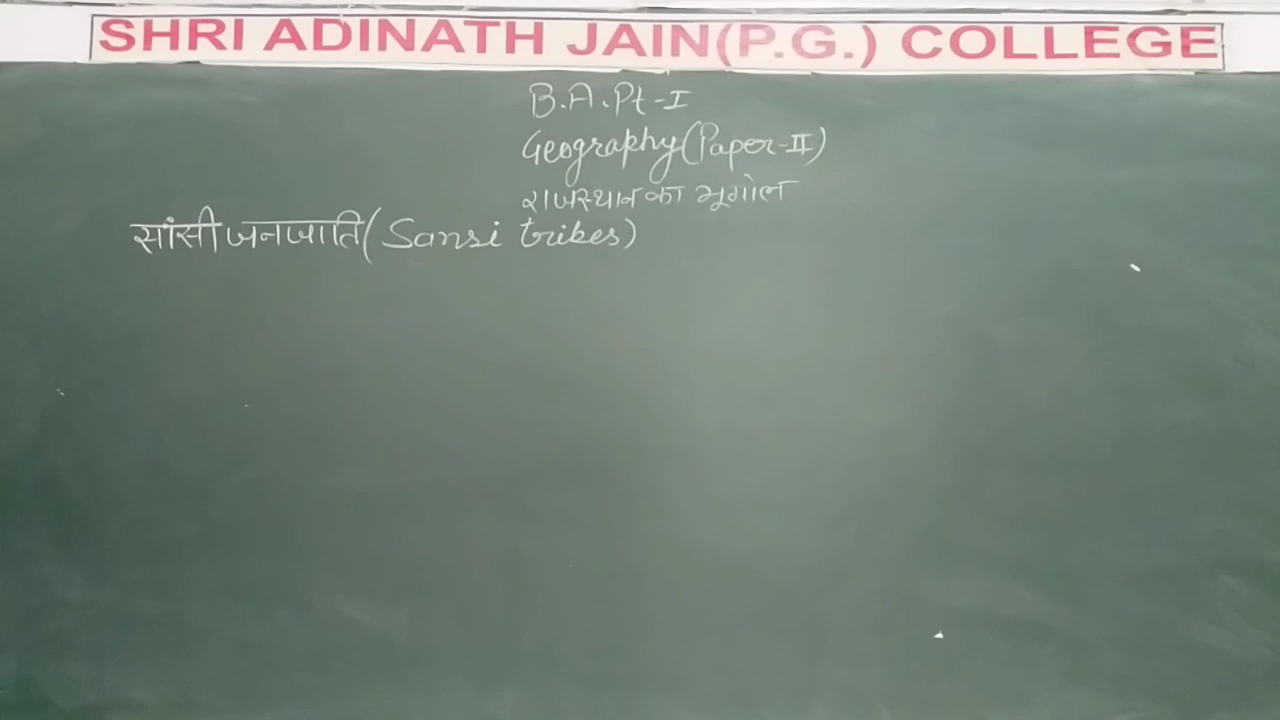 SHRI ADINATH JAIN(P.G.) COLLEGE
B.A.Pt-I
Geography(Paper-II)
राजस्थान का भूगोल
सांसी जनजाति(Sansi tribes)